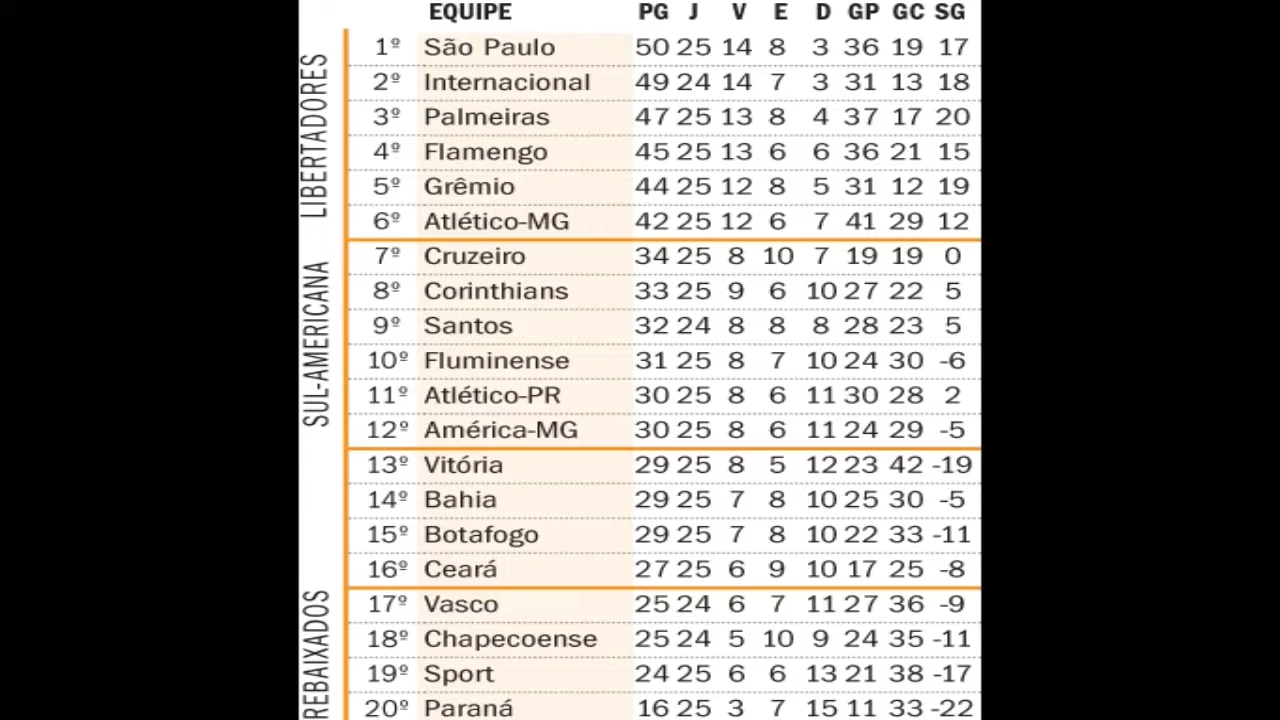 EQUIPE PG J V E D GP GC SG
LIBERTADORES
1º São Paulo 50 25 14 8 3 36 19 17
2º Internacional 49 24 14 7 3 31 13 18
3º Palmeiras 47 25 13 8 4 37 17 20
4º Flamengo 45 25 13 6 6 36 21 15
5º Grêmio 44 25 12 8 5 31 12 19
6º Atlético-MG 42 25 12 6 7 41 29 12
SUL-AMERICANA
7º Cruzeiro 34 25 8 10 7 19 19 0
8º Corinthians 33 25 9 6 10 27 22 5
9º Santos 32 24 8 8 8 28 23 5
10º Fluminense 31 25 8 7 10 24 30 -6
11º Atlético-PR 30 25 8 6 11 30 28 2
12º América-MG 30 25 8 6 11 24 29 -5
13º Vitória 29 25 8 5 12 23 42 -19
14º Bahia 29 25 7 8 10 25 30 -5
15º Botafogo 29 25 7 8 10 22 33 -11
16º Ceará 27 25 6 9 10 17 25 -8
REBAIXADOS
17º Vasco 25 24 6 7 11 27 36 -9
18º Chapecoense 25 24 5 10 9 24 35 -11
19º Sport 24 25 6 6 13 21 38 -17
20º Paraná 16 25 3 7 15 11 33 -22